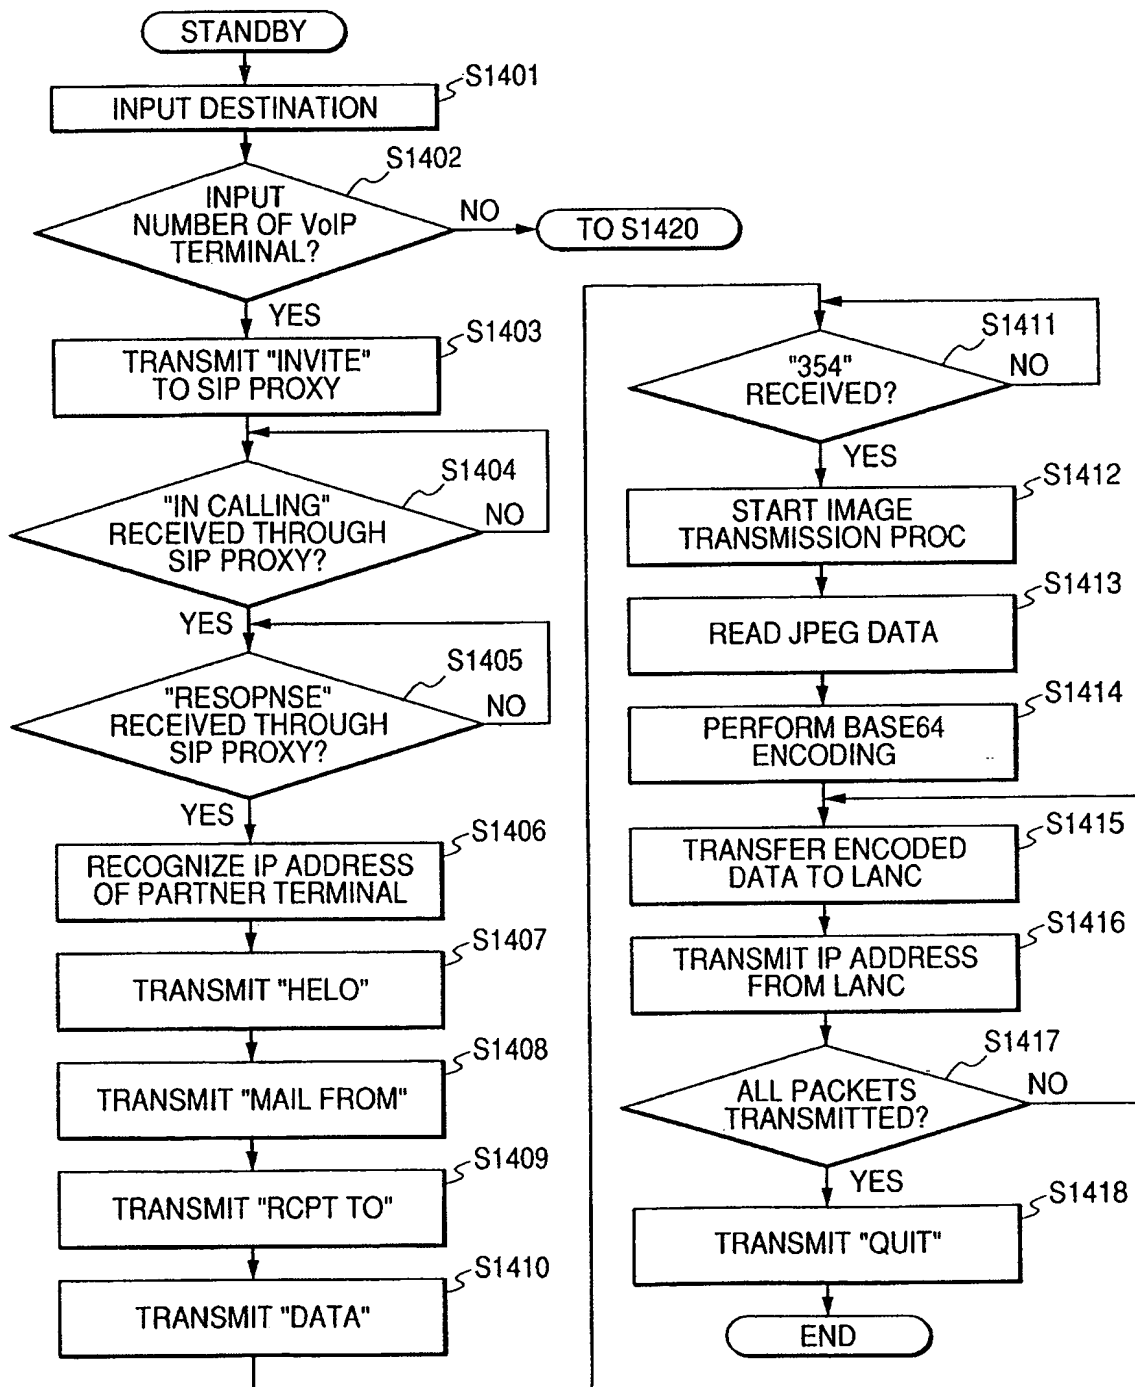 STANDBY
S1401
INPUT DESTINATION
S1402
INPUT
NUMBER OF VoIP
TERMINAL?
NO
TO S1420
YES
S1403
TRANSMIT "INVITE"
TO SIP PROXY
S1404
"IN CALLING"
RECEIVED THROUGH
SIP PROXY?
NO
YES
S1405
"RESOPNSE"
RECEIVED THROUGH
SIP PROXY?
NO
YES
S1406
RECOGNIZE IP ADDRESS
OF PARTNER TERMINAL
S1407
TRANSMIT "HELO"
S1408
TRANSMIT "MAIL FROM"
S1409
TRANSMIT "RCPT TO"
S1410
TRANSMIT "DATA"
S1411
"354"
RECEIVED?
NO
YES
S1412
START IMAGE
TRANSMISSION PROC
S1413
READ JPEG DATA
S1414
PERFORM BASE64
ENCODING
S1415
TRANSFER ENCODED
DATA TO LANC
S1416
TRANSMIT IP ADDRESS
FROM LANC
S1417
ALL PACKETS
TRANSMITTED?
NO
YES
S1418
TRANSMIT "QUIT"
END